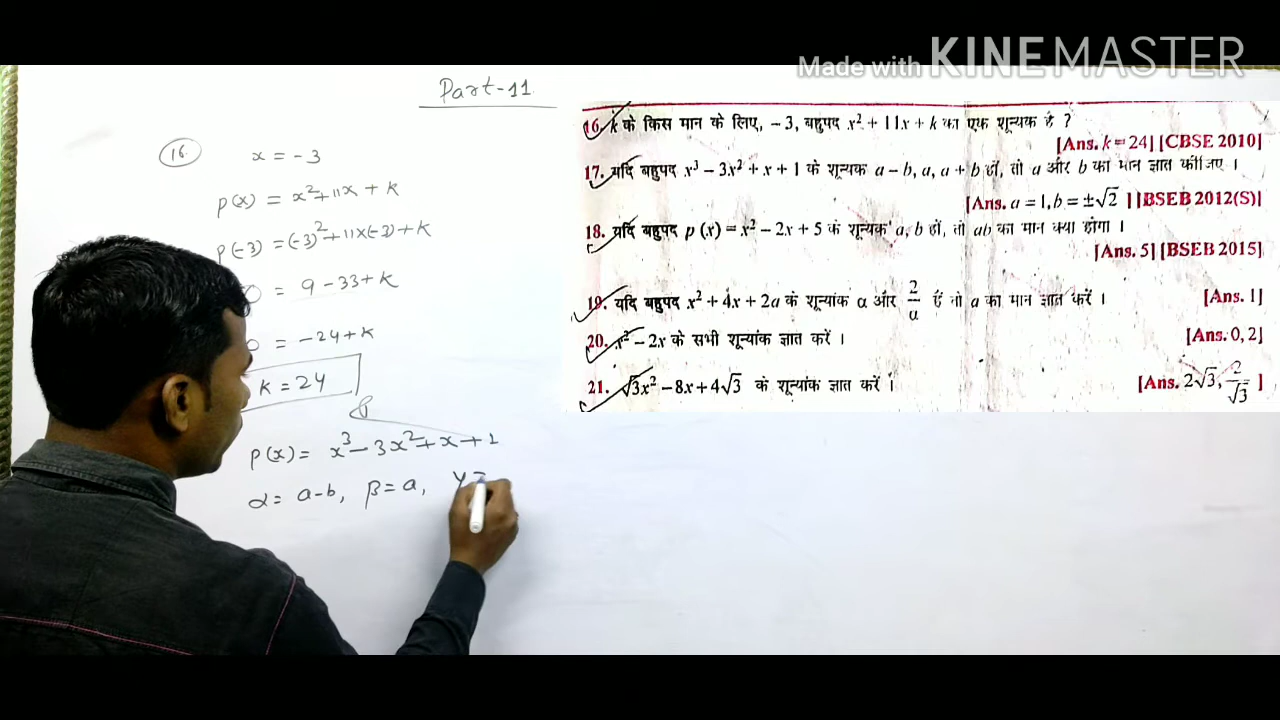 Made with KINEMASTER
Part-11
16.
x = -3
p(x) = x² + 11x + k
p(-3) = (-3)² + 11x(-3) + k
0 = 9 - 33 + k
0 = -24 + k
k = 24
p(x) = x³ - 3x² + x + 1
α = a-b, β = a, γ =
16. k के किस मान के लिए, – 3, बहुपद x² + 11x + k का एक शून्यक है ?
[Ans. k = 24] [CBSE 2010]
17. यदि बहुपद x³ – 3x² + x + 1 के शून्यक a – b, a, a + b हों, तो a और b का मान ज्ञात कीजिए ।
[Ans. a = 1, b = ±√2 ] [BSEB 2012(S)]
18. यदि बहुपद p (x) = x² – 2x + 5 के शून्यक a, b हों, तो ab का मान क्या होगा ।
[Ans. 5] [BSEB 2015]
19. यदि बहुपद x² + 4x + 2a के शून्यांक α और 2/α हैं तो a का मान ज्ञात करें ।
[Ans. 1]
20. x² – 2x के सभी शून्यांक ज्ञात करें ।
[Ans. 0, 2]
21. √3x² – 8x + 4√3 के शून्यांक ज्ञात करें ।
[Ans. 2√3, 2/√3 ]